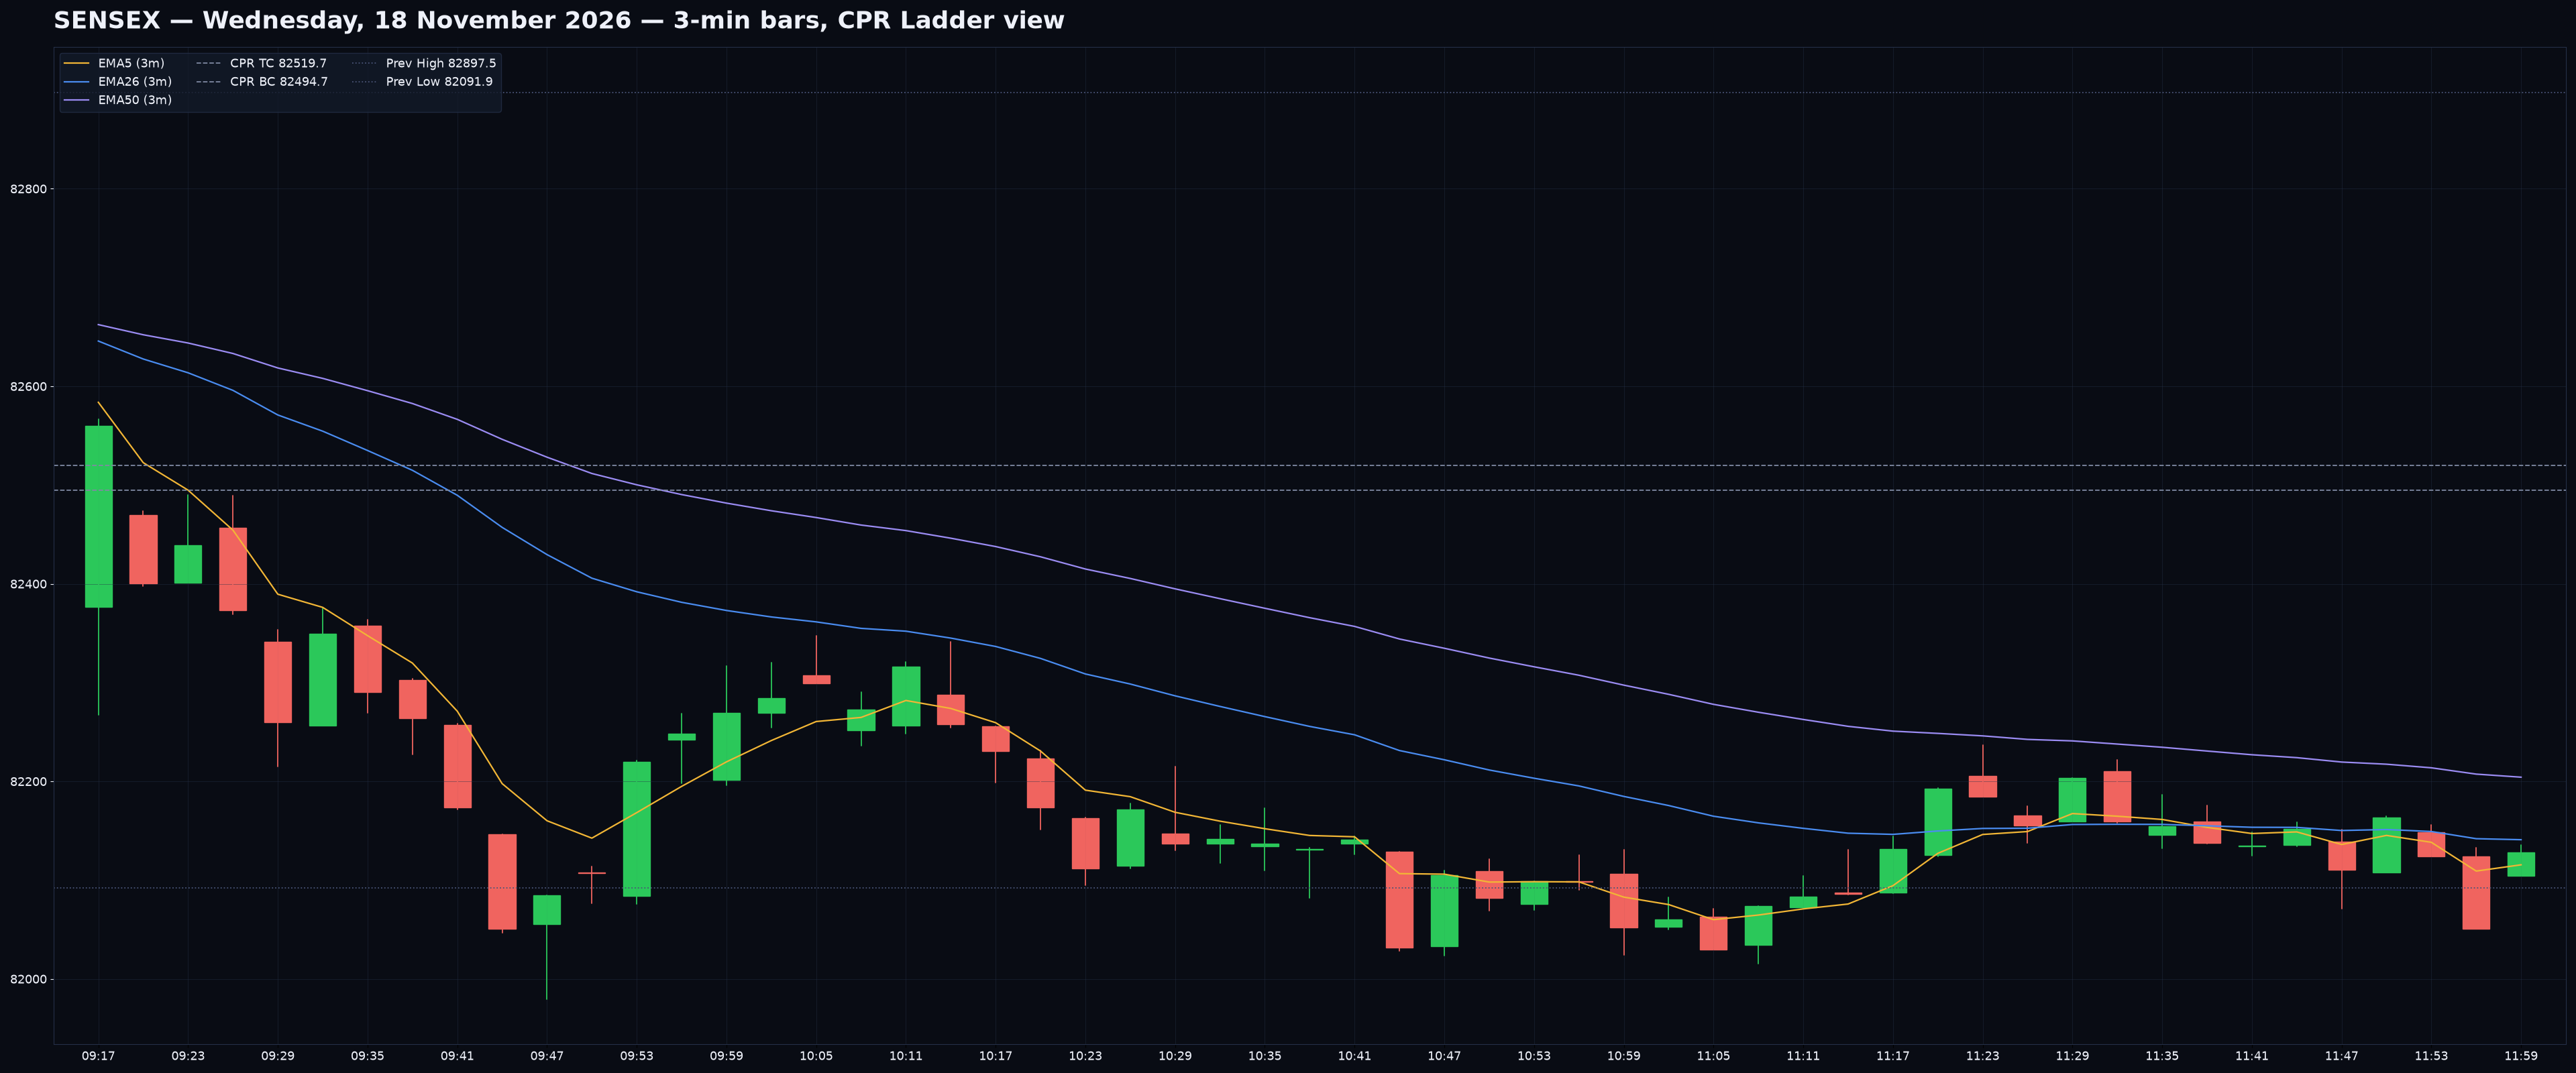 SENSEX — Wednesday, 18 November 2026 — 3-min bars, CPR Ladder view
EMA5 (3m) CPR TC 82519.7 Prev High 82897.5
EMA26 (3m) CPR BC 82494.7 Prev Low 82091.9
EMA50 (3m)
82800
82600
82400
82200
82000
09:17 09:23 09:29 09:35 09:41 09:47 09:53 09:59 10:05 10:11 10:17 10:23 10:29 10:35 10:41 10:47 10:53 10:59 11:05 11:11 11:17 11:23 11:29 11:35 11:41 11:47 11:53 11:59